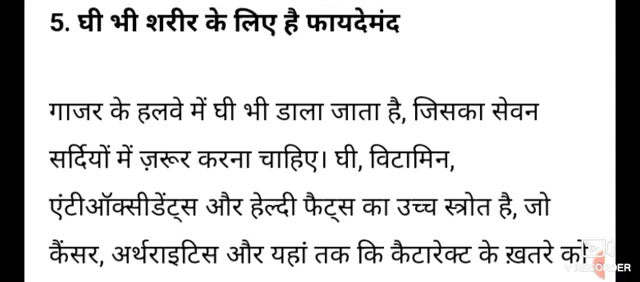 5. घी भी शरीर के लिए है फायदेमंद
गाजर के हलवे में घी भी डाला जाता है, जिसका सेवन
सर्दियों में ज़रूर करना चाहिए। घी, विटामिन,
एंटीऑक्सीडेंट्स और हेल्दी फैट्स का उच्च स्त्रोत है, जो
कैंसर, अर्थराइटिस और यहां तक कि कैटारेक्ट के ख़तरे को